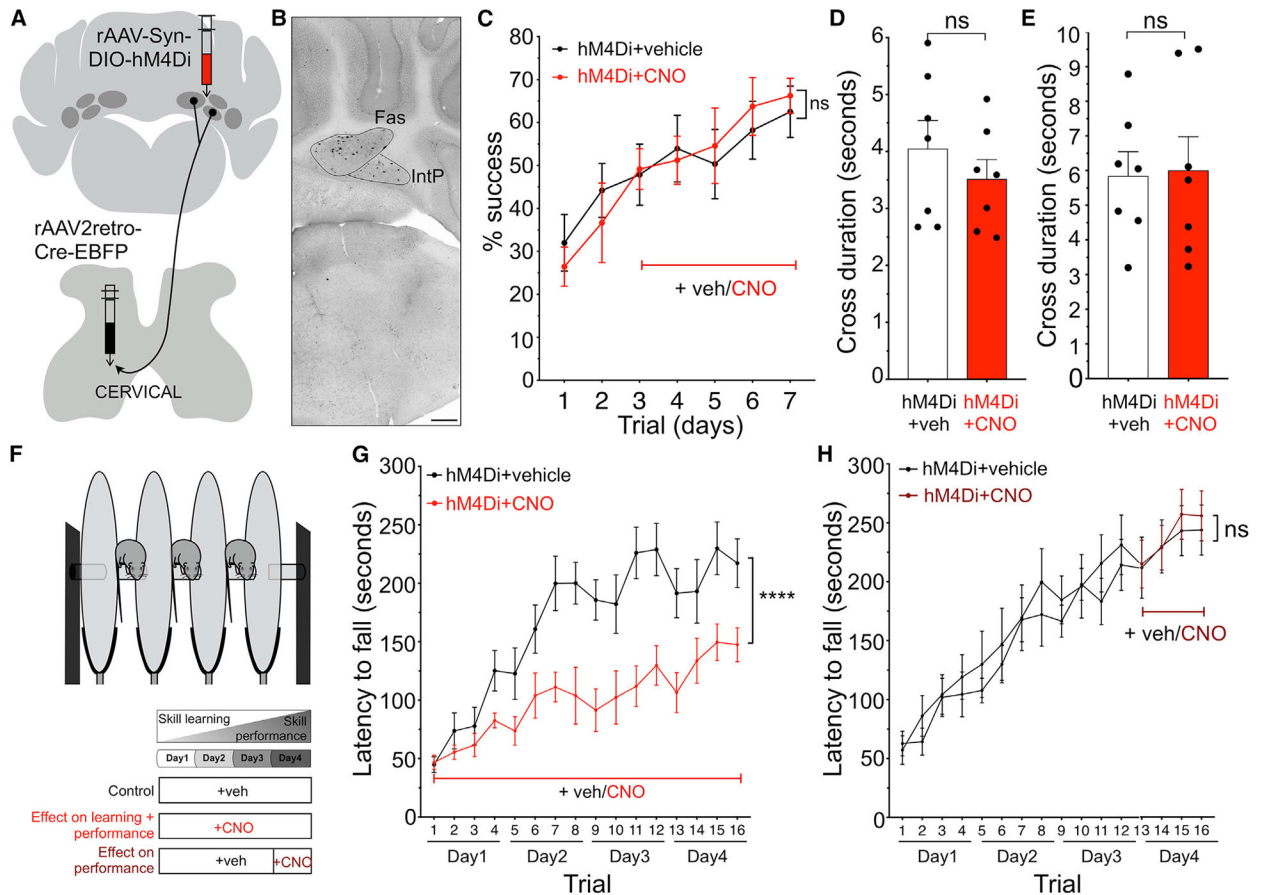 A
rAAV-Syn-
DIO-hM4Di
rAAV2retro-
Cre-EBFP
CERVICAL
B
Fas
IntP
C
hM4Di+vehicle
hM4Di+CNO
% success
80
70
60
50
40
30
20
10
0
ns
+ veh/CNO
1 2 3 4 5 6 7
Trial (days)
D
ns
Cross duration (seconds)
6
5
4
3
2
1
0
hM4Di hM4Di
+veh +CNO
E
ns
Cross duration (seconds)
10
9
8
7
6
5
4
3
2
1
0
hM4Di hM4Di
+veh +CNO
F
Skill learning
Skill
performance
Day1 Day2 Day3 Day4
Control
+veh
Effect on learning +
performance
+CNO
Effect on
performance
+veh +CNO
G
hM4Di+vehicle
hM4Di+CNO
Latency to fall (seconds)
300
250
200
150
100
50
0
****
+ veh/CNO
1 2 3 4 5 6 7 8 9 10 11 12 13 14 15 16
Day1 Day2 Day3 Day4
Trial
H
hM4Di+vehicle
hM4Di+CNO
Latency to fall (seconds)
300
250
200
150
100
50
0
ns
+ veh/CNO
1 2 3 4 5 6 7 8 9 10 11 12 13 14 15 16
Day1 Day2 Day3 Day4
Trial